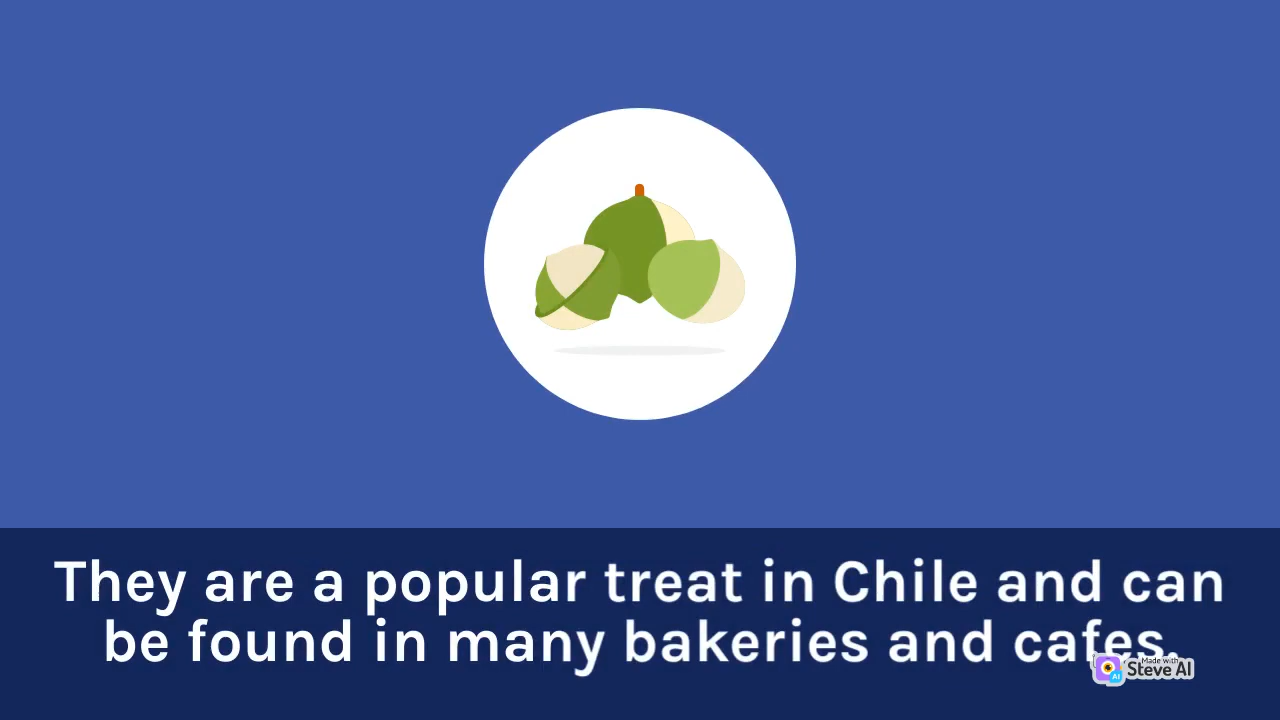 They are a popular treat in Chile and can
be found in many bakeries and cafes.
Made with
Steve AI
AI